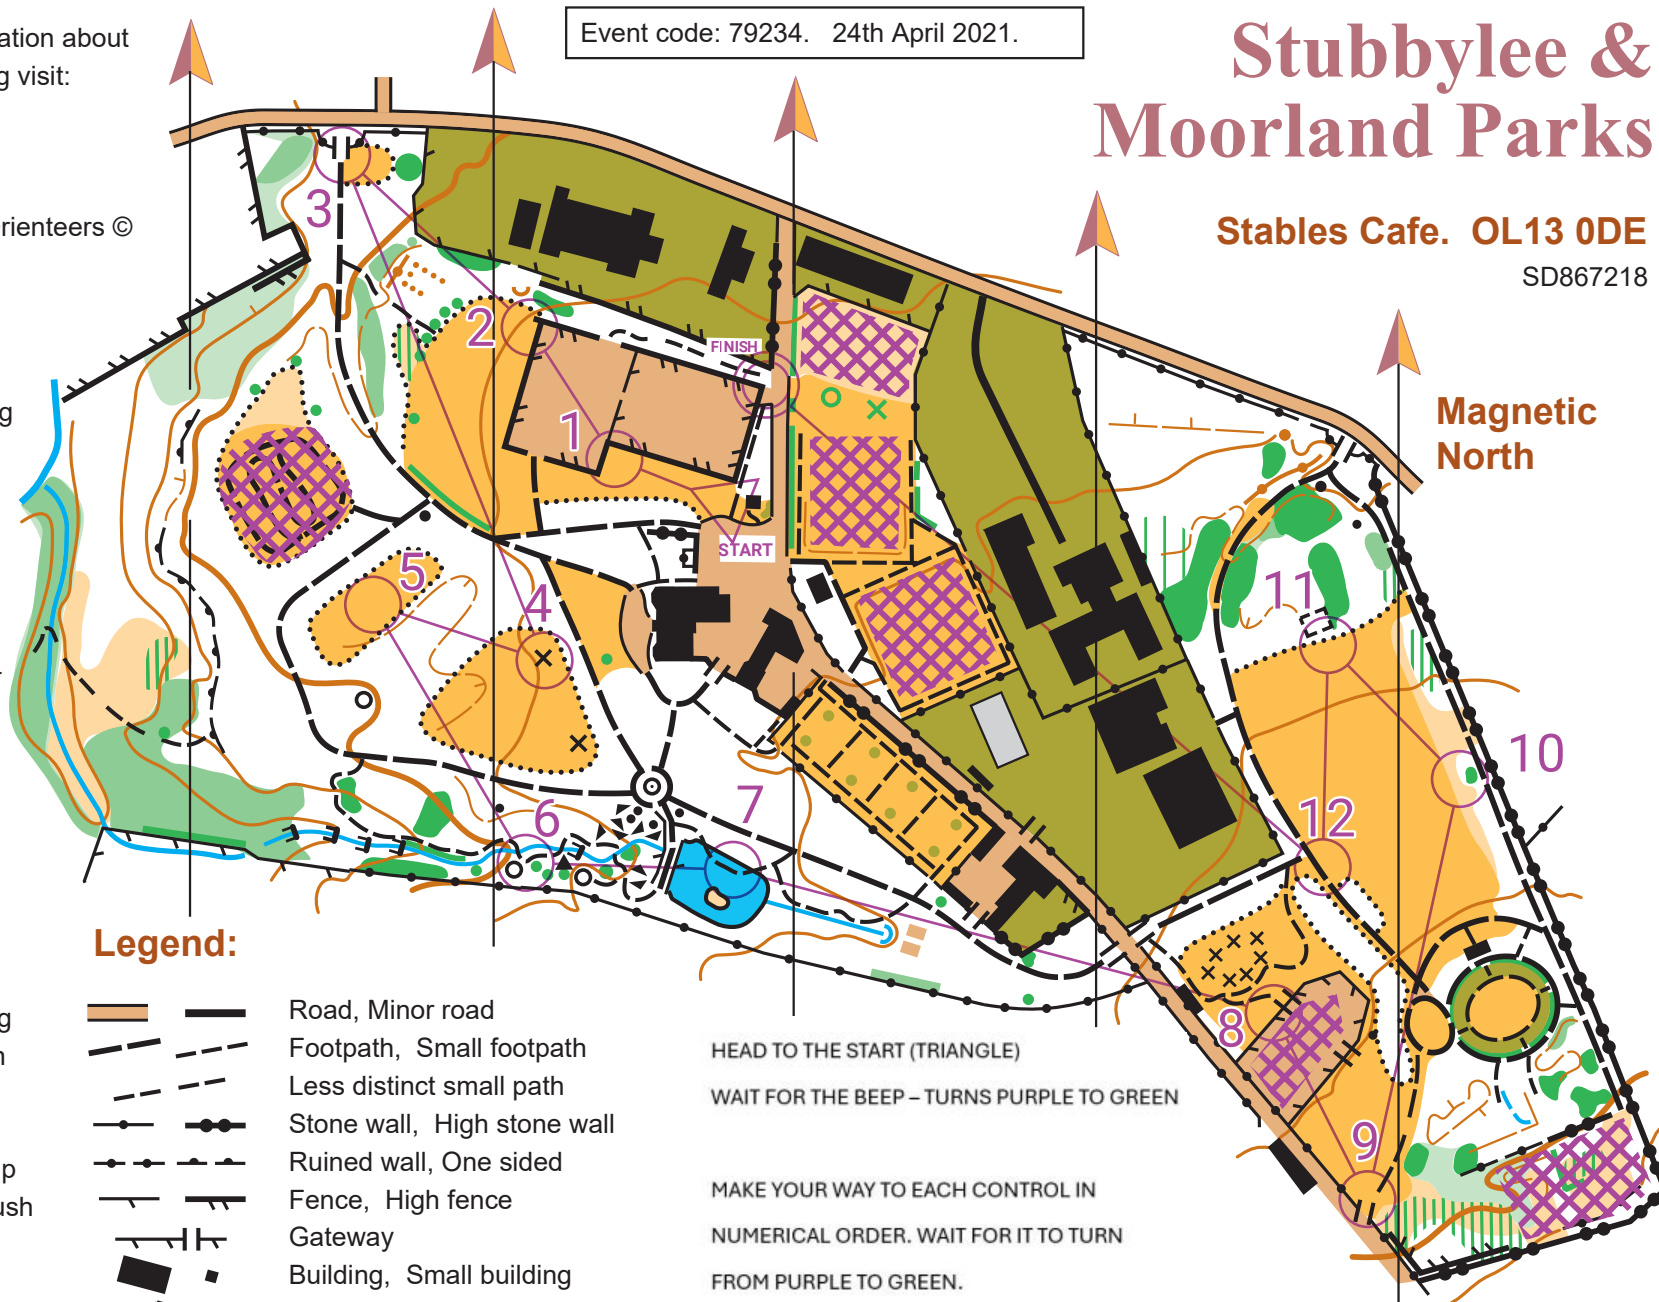 ation about
g visit:
Event code: 79234.   24th April 2021.
Stubbylee &
Moorland Parks
rienteers ©
Stables Cafe.  OL13 0DE
SD867218
3
2
FINISH
g
1
Magnetic
North
START
5
4
11
10
6
7
12
Legend:
8
9
g
Road, Minor road
Footpath,  Small footpath
Less distinct small path
Stone wall,  High stone wall
p
Ruined wall, One sided
ush
Fence,  High fence
Gateway
Building,  Small building
HEAD TO THE START (TRIANGLE)
WAIT FOR THE BEEP – TURNS PURPLE TO GREEN
MAKE YOUR WAY TO EACH CONTROL IN
NUMERICAL ORDER. WAIT FOR IT TO TURN
FROM PURPLE TO GREEN.